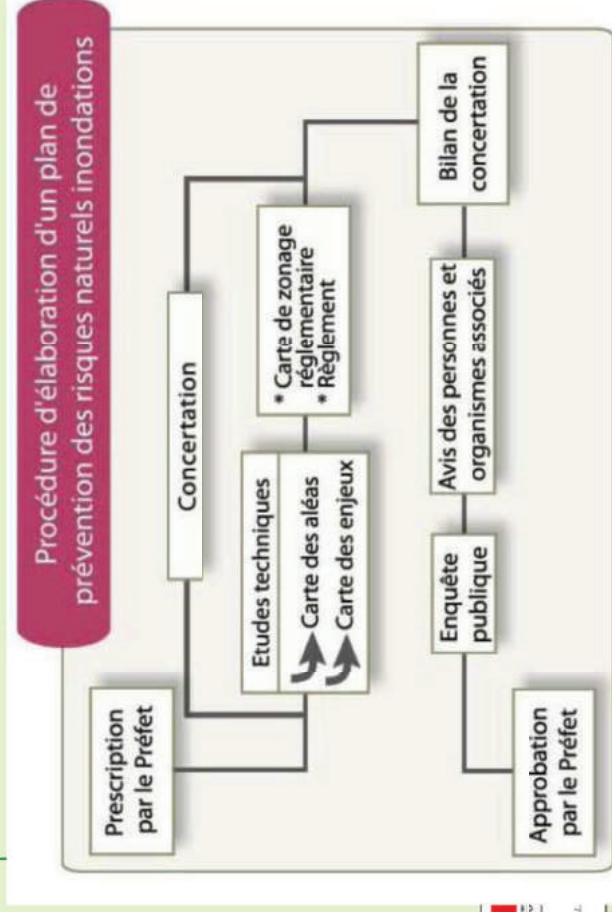 Procédure d'élaboration d'un plan de
prévention des risques naturels inondations
Prescription
par le Préfet
Concertation
Etudes techniques
Carte des aléas
Carte des enjeux
* Carte de zonage
réglementaire
* Règlement
Bilan de la
concertation
Avis des personnes et
organismes associés
Enquête
publique
Approbation
par le Préfet